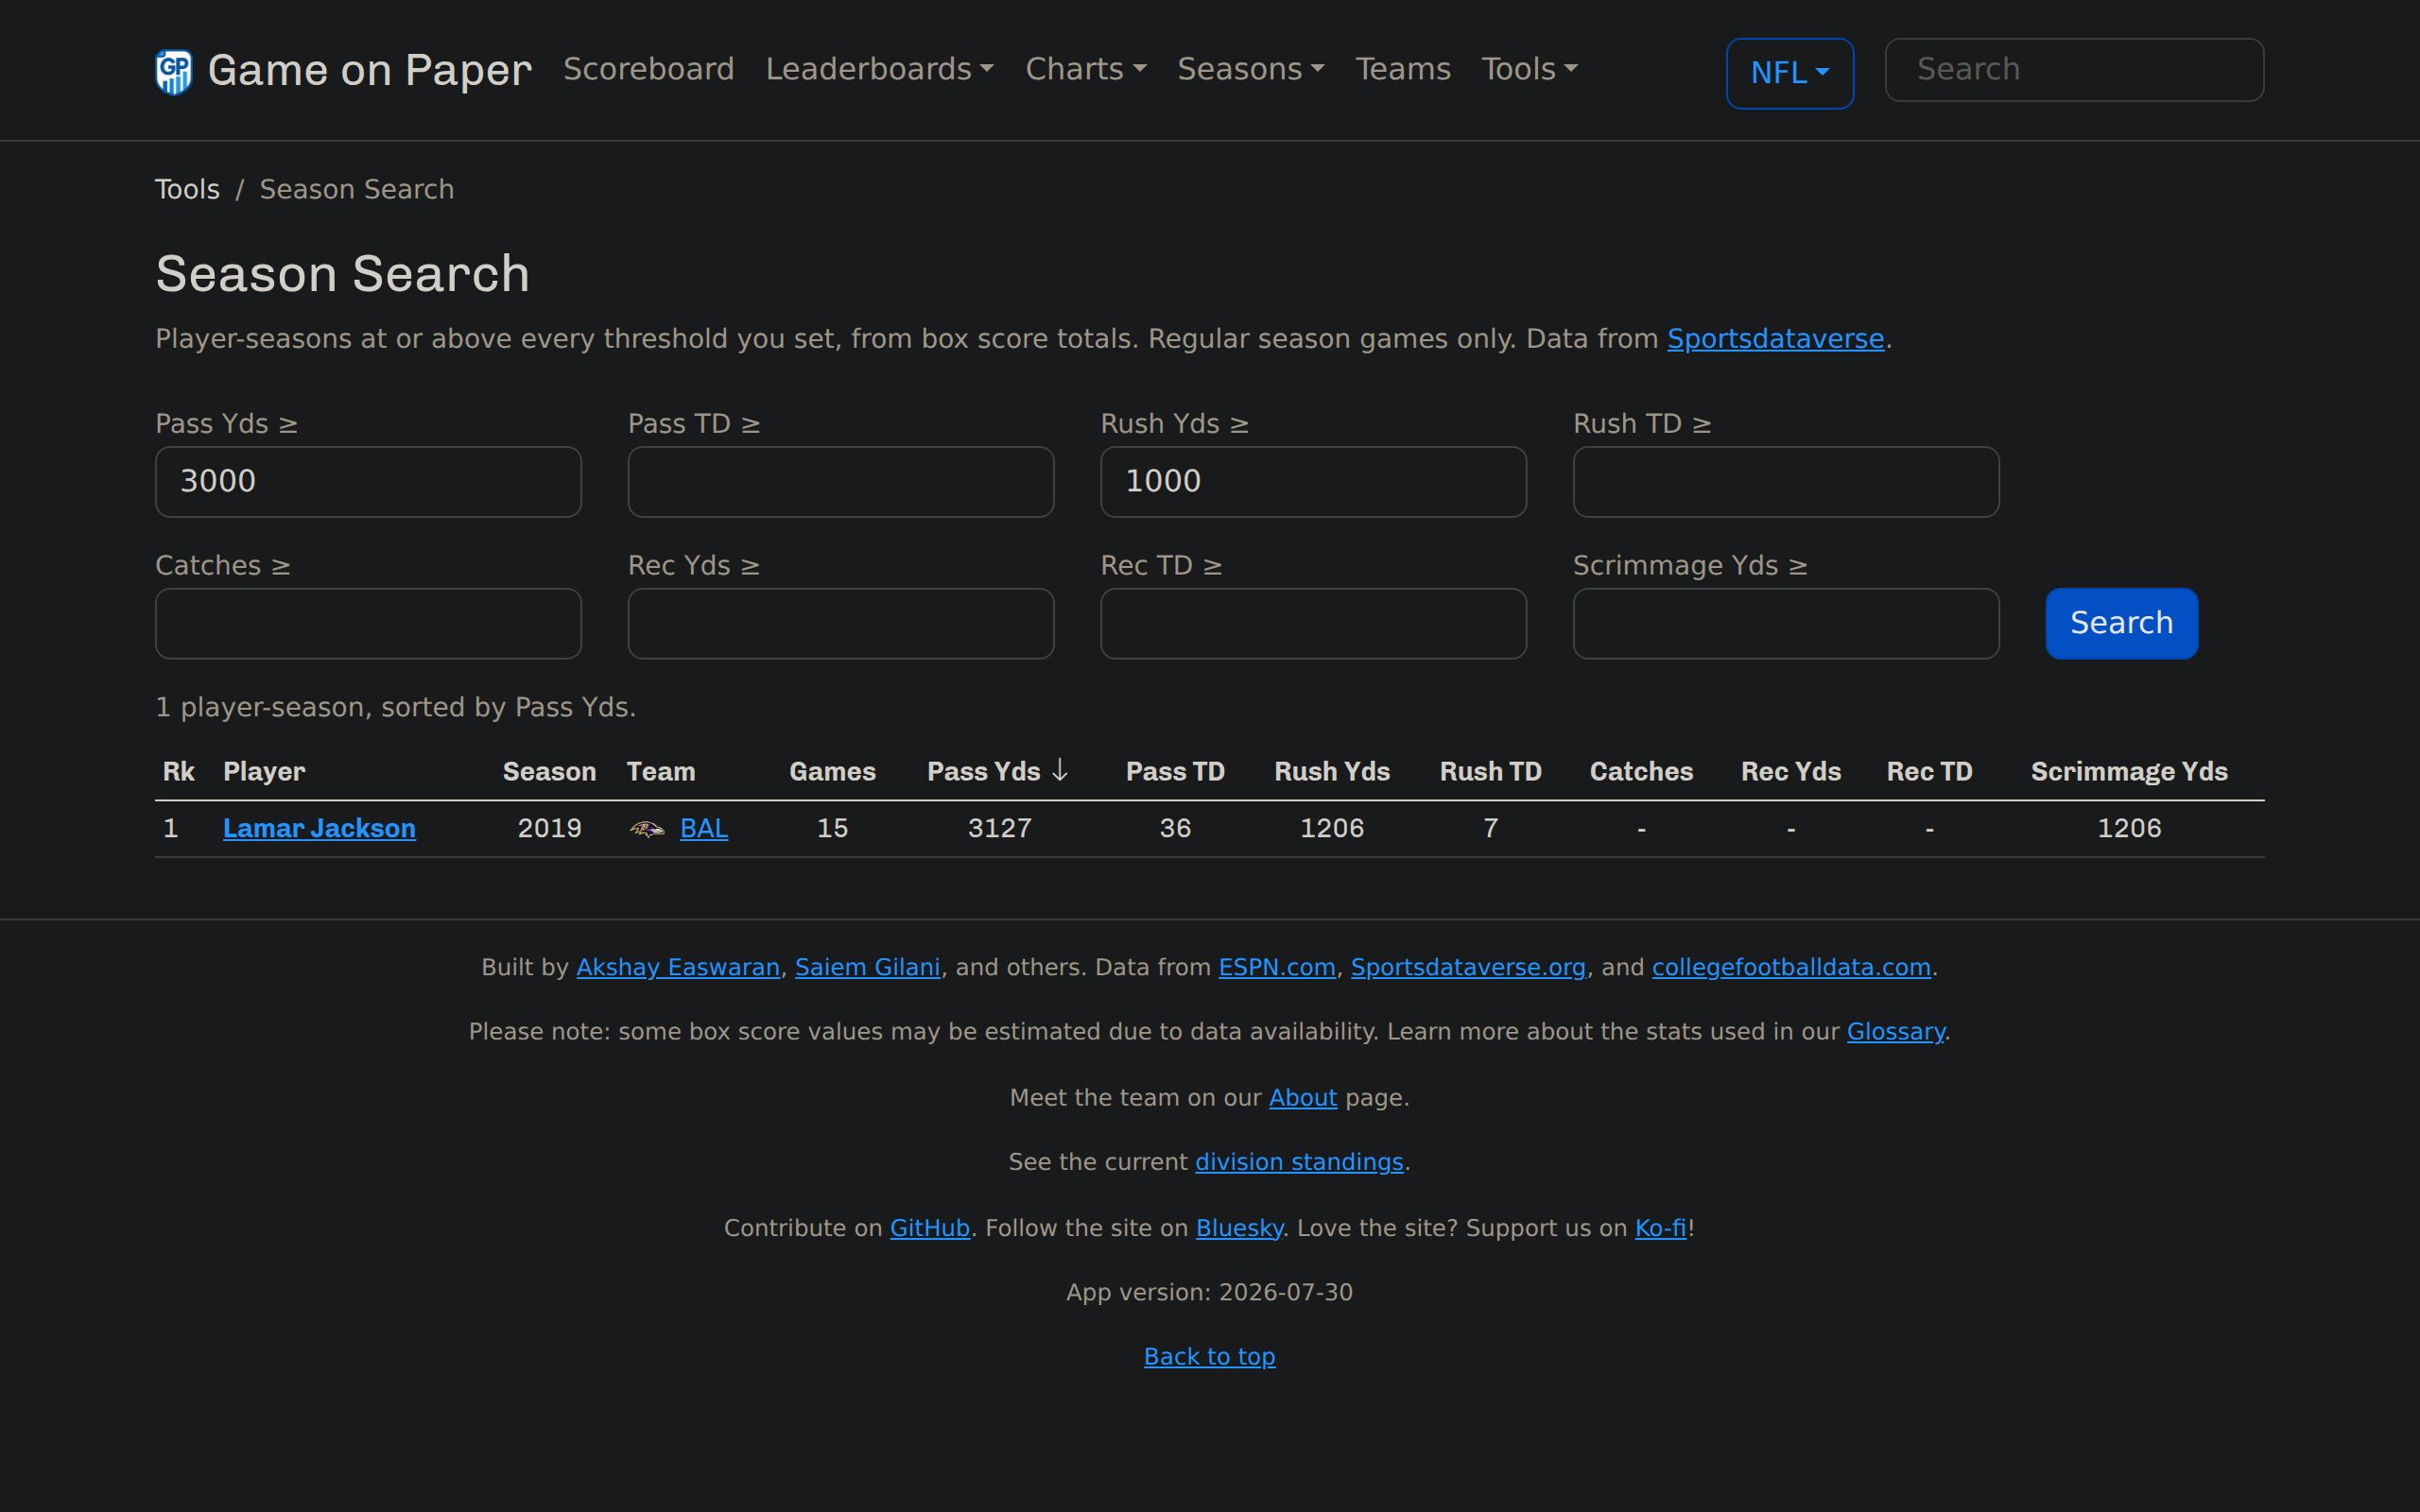 GP Game on Paper Scoreboard Leaderboards Charts Seasons Teams Tools NFL Search
Tools / Season Search
Season Search
Player-seasons at or above every threshold you set, from box score totals. Regular season games only. Data from Sportsdataverse.
Pass Yds ≥ Pass TD ≥ Rush Yds ≥ Rush TD ≥
3000 1000
Catches ≥ Rec Yds ≥ Rec TD ≥ Scrimmage Yds ≥
Search
1 player-season, sorted by Pass Yds.
Rk Player Season Team Games Pass Yds ↓ Pass TD Rush Yds Rush TD Catches Rec Yds Rec TD Scrimmage Yds
1 Lamar Jackson 2019 BAL 15 3127 36 1206 7 - - - 1206
Built by Akshay Easwaran, Saiem Gilani, and others. Data from ESPN.com, Sportsdataverse.org, and collegefootballdata.com.
Please note: some box score values may be estimated due to data availability. Learn more about the stats used in our Glossary.
Meet the team on our About page.
See the current division standings.
Contribute on GitHub. Follow the site on Bluesky. Love the site? Support us on Ko-fi!
App version: 2026-07-30
Back to top